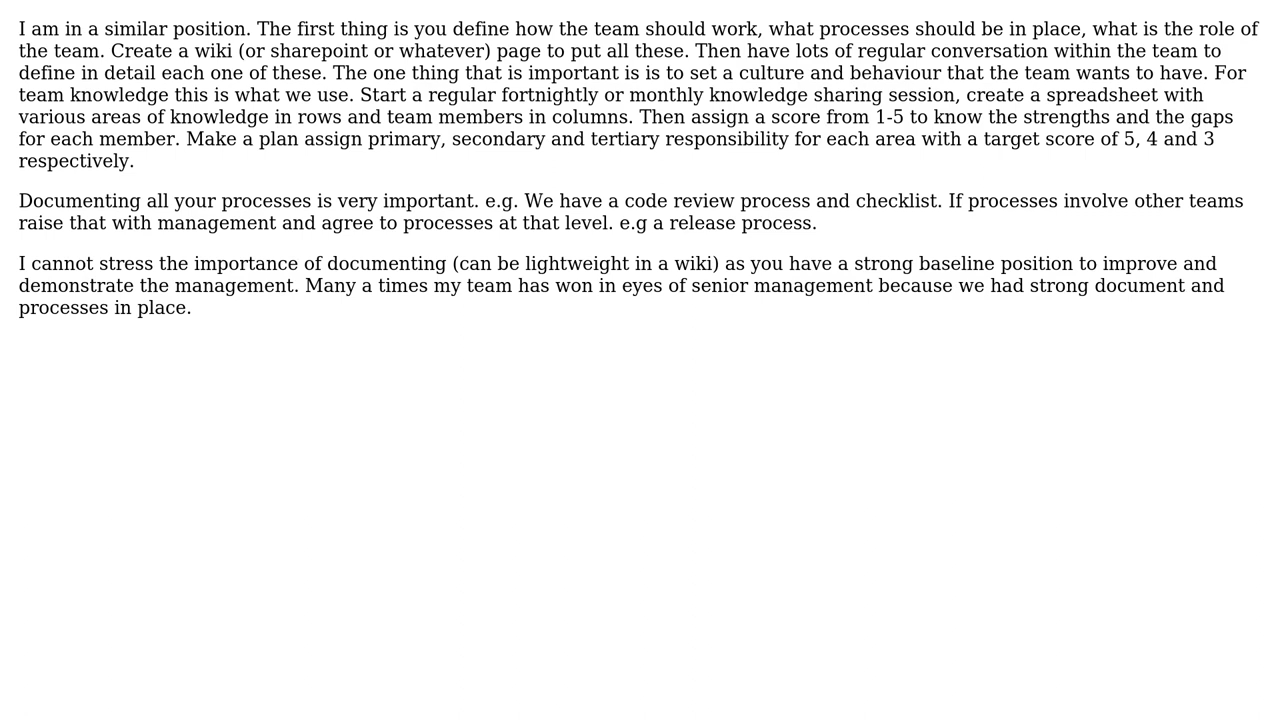 I am in a similar position. The first thing is you define how the team should work, what processes should be in place, what is the role of
the team. Create a wiki (or sharepoint or whatever) page to put all these. Then have lots of regular conversation within the team to
define in detail each one of these. The one thing that is important is is to set a culture and behaviour that the team wants to have. For
team knowledge this is what we use. Start a regular fortnightly or monthly knowledge sharing session, create a spreadsheet with
various areas of knowledge in rows and team members in columns. Then assign a score from 1-5 to know the strengths and the gaps
for each member. Make a plan assign primary, secondary and tertiary responsibility for each area with a target score of 5, 4 and 3
respectively.
Documenting all your processes is very important. e.g. We have a code review process and checklist. If processes involve other teams
raise that with management and agree to processes at that level. e.g a release process.
I cannot stress the importance of documenting (can be lightweight in a wiki) as you have a strong baseline position to improve and
demonstrate the management. Many a times my team has won in eyes of senior management because we had strong document and
processes in place.